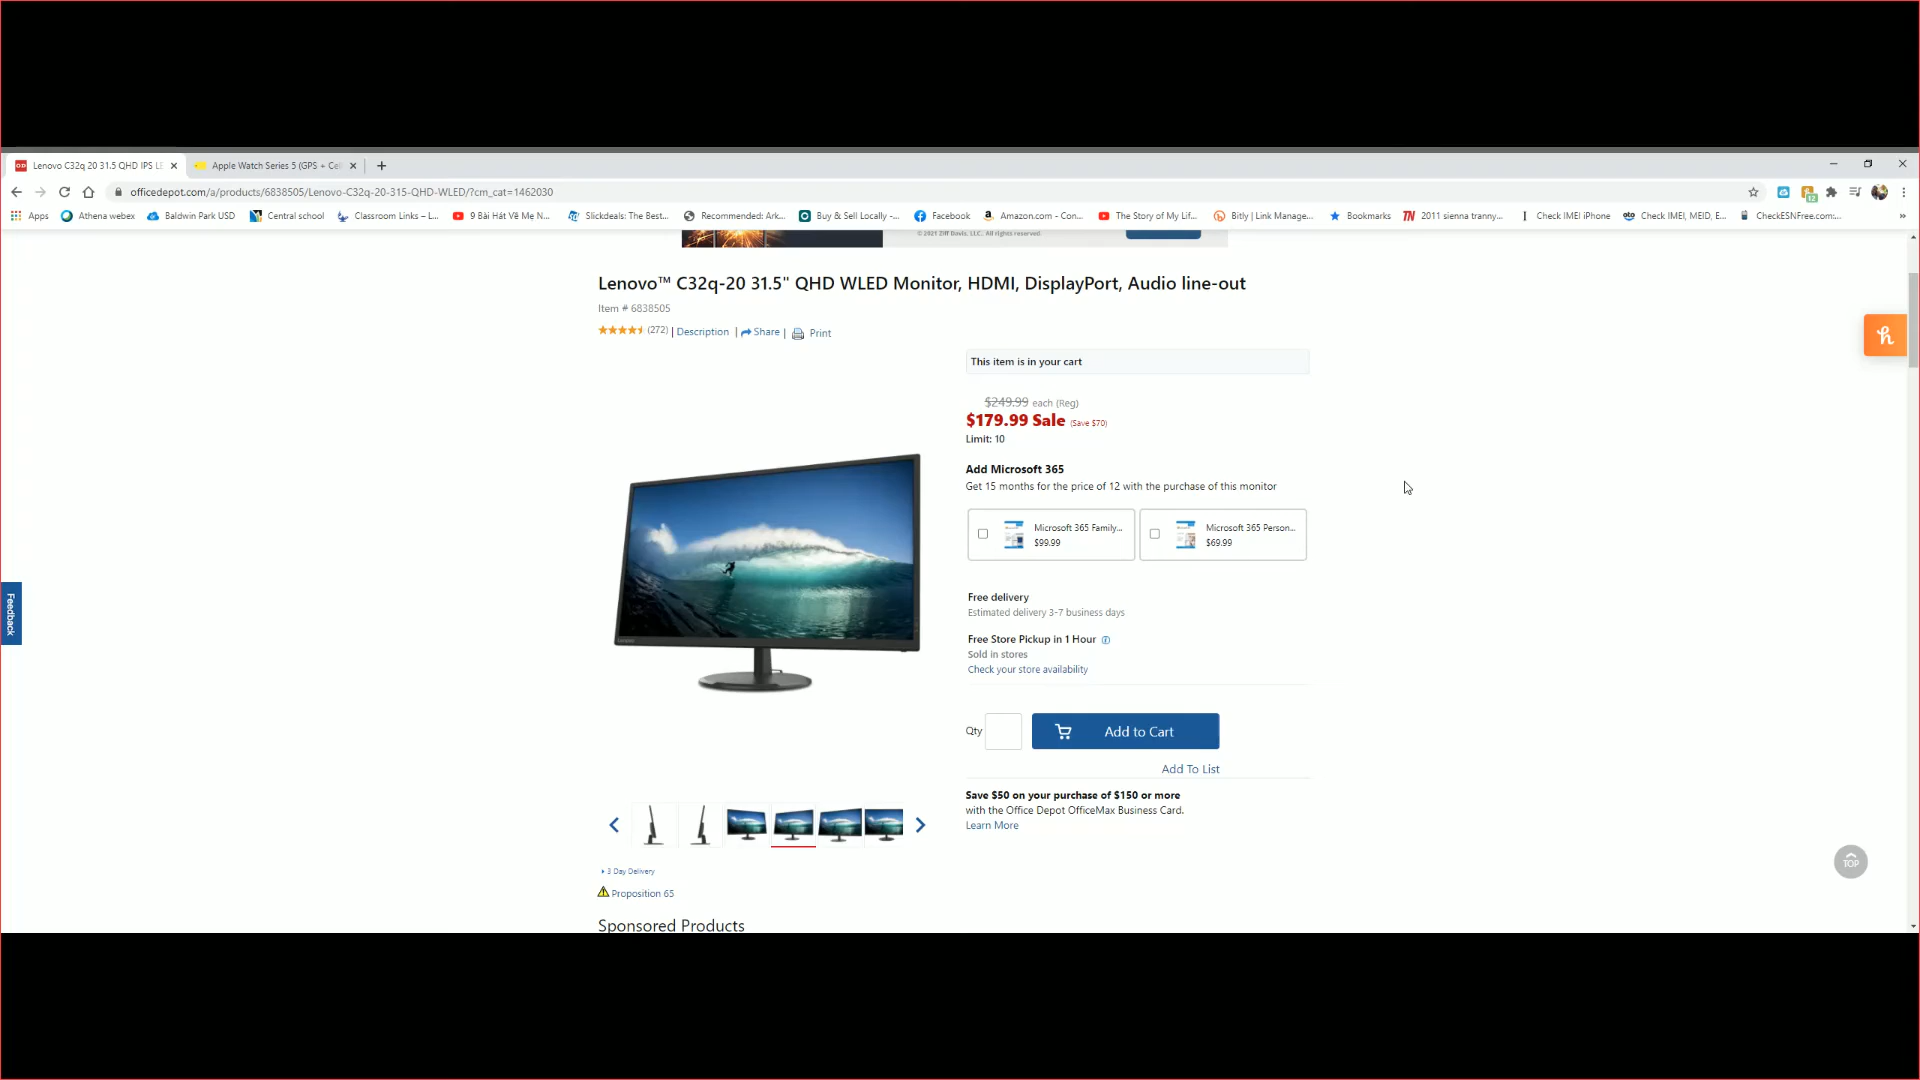 Lenovo C32q 20 31.5 QHD IPS LE
Apple Watch Series 5 (GPS + Cel
officedepot.com/a/products/6838505/Lenovo-C32q-20-315-QHD-WLED/?cm_cat=1462030
12
Apps
Athena webex
Baldwin Park USD
Central school
Classroom Links – L...
9 Bài Hát Về Mẹ N...
Slickdeals: The Best...
Recommended: Ark...
Buy & Sell Locally -...
Facebook
Amazon.com - Con...
The Story of My Lif...
Bitly | Link Manage...
Bookmarks
TN 2011 sienna tranny...
Check IMEI iPhone
Check IMEI, MEID, E...
CheckESNFree.com:...
© 2021 Ziff Davis, LLC. All rights reserved.
Lenovo™ C32q-20 31.5" QHD WLED Monitor, HDMI, DisplayPort, Audio line-out
Item # 6838505
(272) | Description | Share | Print
This item is in your cart
$249.99 each (Reg)
$179.99 Sale (Save $70)
Limit: 10
Add Microsoft 365
Get 15 months for the price of 12 with the purchase of this monitor
Microsoft 365 Family...
$99.99
Microsoft 365 Person...
$69.99
Free delivery
Estimated delivery 3-7 business days
Free Store Pickup in 1 Hour
Sold in stores
Check your store availability
Qty
Add to Cart
Add To List
Save $50 on your purchase of $150 or more
with the Office Depot OfficeMax Business Card.
Learn More
3 Day Delivery
Proposition 65
Sponsored Products
Feedback
TOP